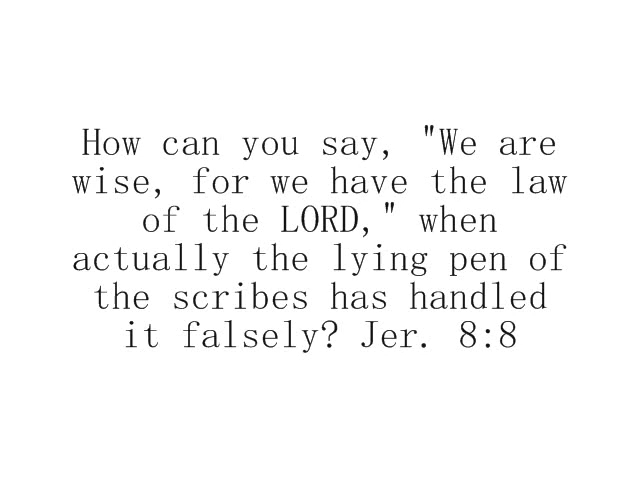 How can you say, "We are
wise, for we have the law
of the LORD," when
actually the lying pen of
the scribes has handled
it falsely? Jer. 8:8